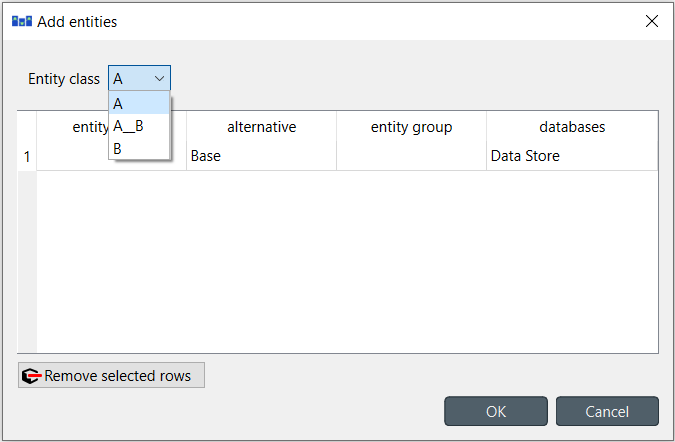 Add entities
Entity class A
A
A__B
B
entity alternative entity group databases
1 Base Data Store
Remove selected rows
OK Cancel